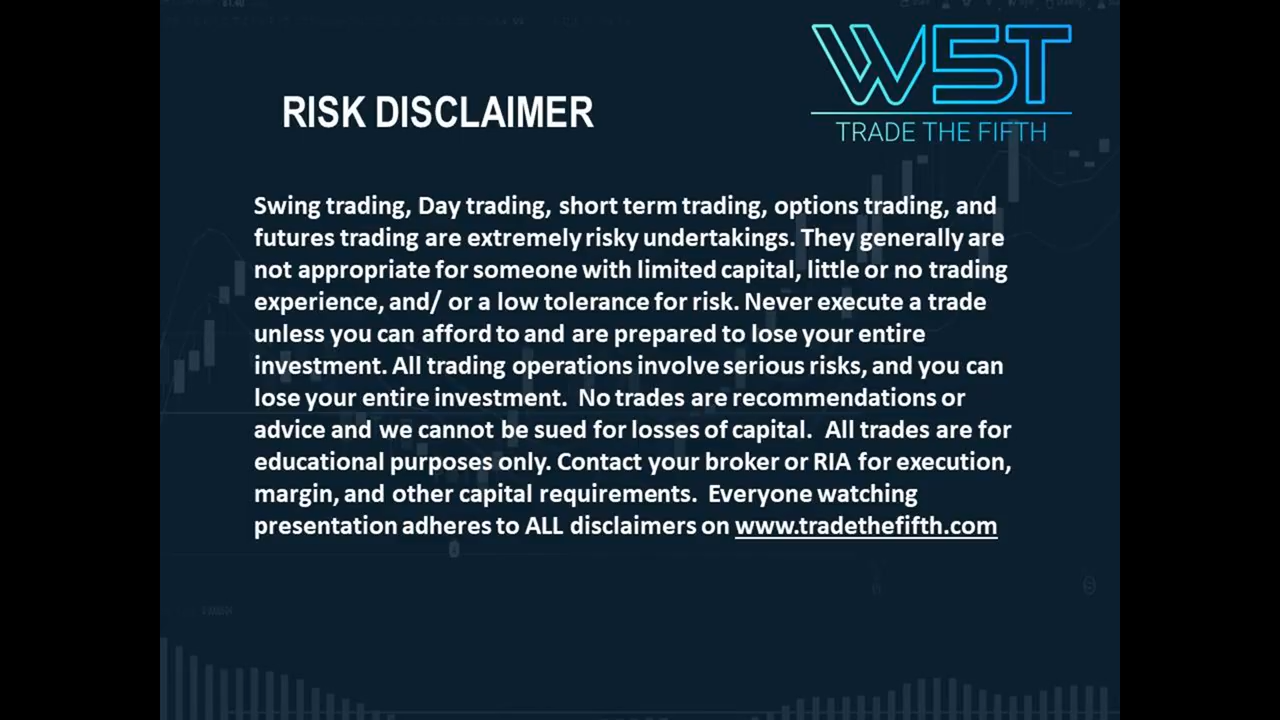 W5T
TRADE THE FIFTH
RISK DISCLAIMER
Swing trading, Day trading, short term trading, options trading, and
futures trading are extremely risky undertakings. They generally are
not appropriate for someone with limited capital, little or no trading
experience, and/ or a low tolerance for risk. Never execute a trade
unless you can afford to and are prepared to lose your entire
investment. All trading operations involve serious risks, and you can
lose your entire investment.  No trades are recommendations or
advice and we cannot be sued for losses of capital.  All trades are for
educational purposes only. Contact your broker or RIA for execution,
margin, and other capital requirements.  Everyone watching
presentation adheres to ALL disclaimers on www.tradethefifth.com